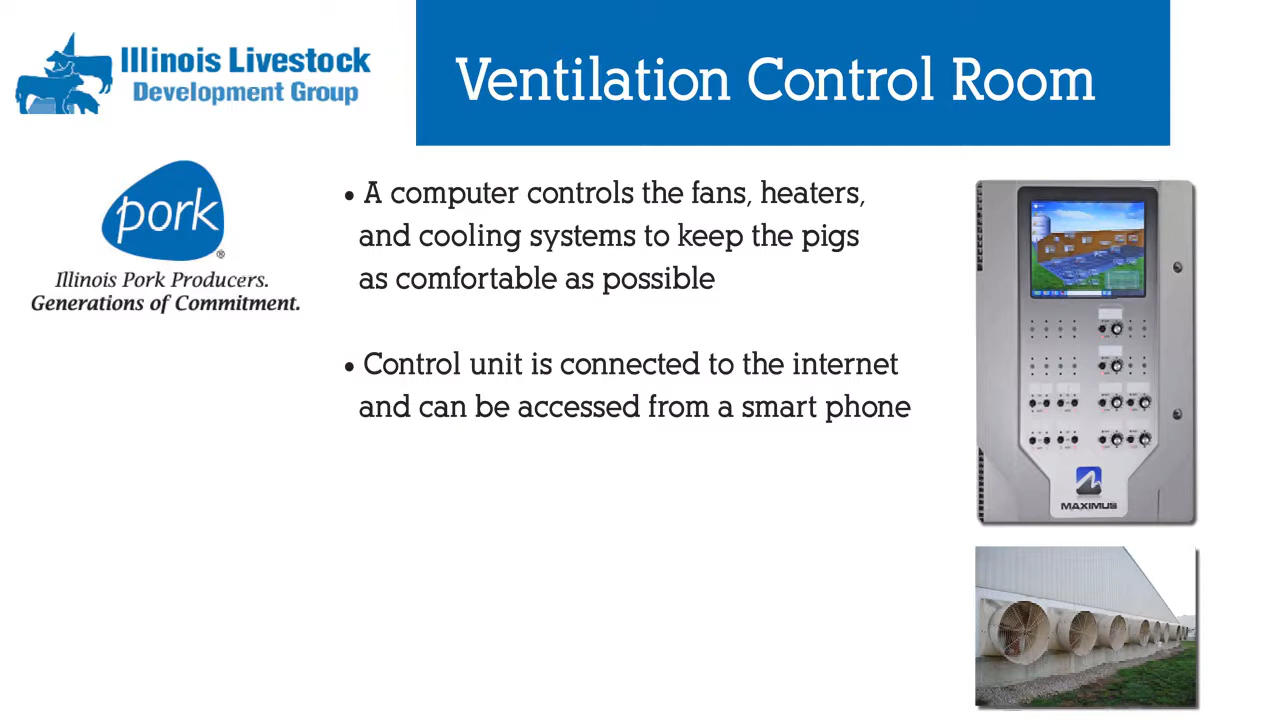 Illinois Livestock
Development Group
Ventilation Control Room
pork®
Illinois Pork Producers.
Generations of Commitment.
• A computer controls the fans, heaters,
and cooling systems to keep the pigs
as comfortable as possible
• Control unit is connected to the internet
and can be accessed from a smart phone
MAXIMUS